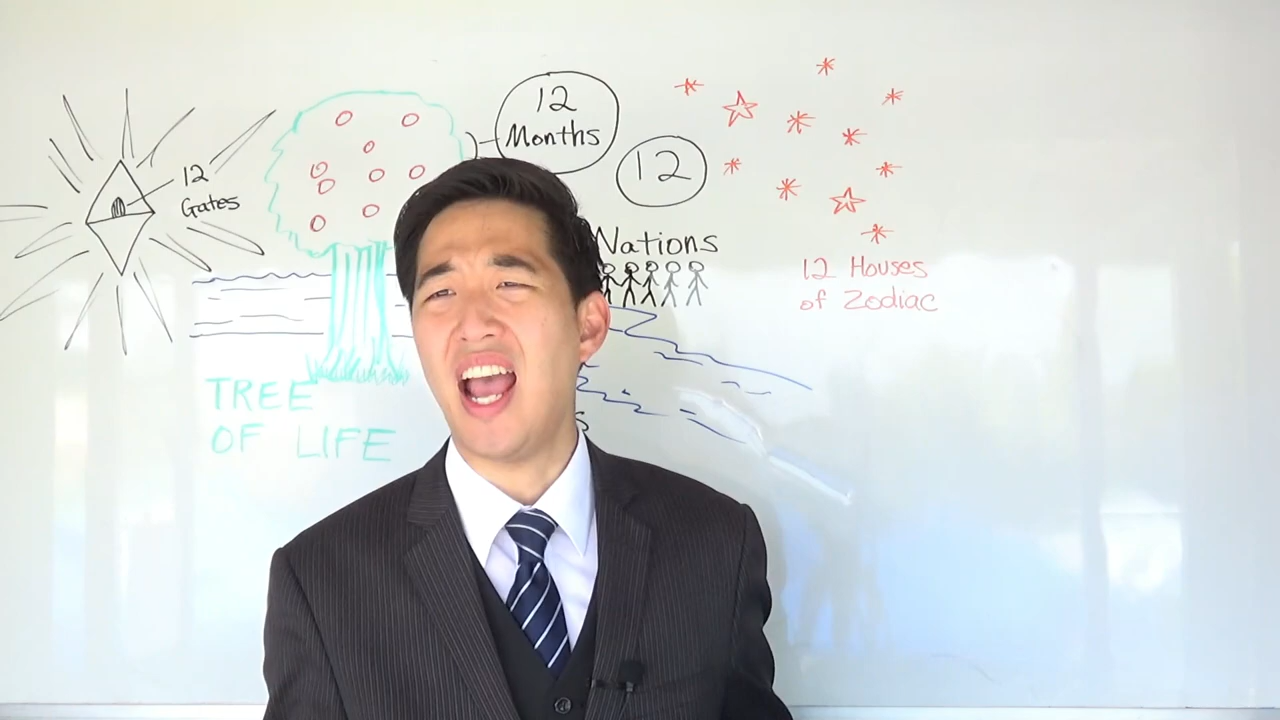 12
Gates
12
Months
12
Nations
12 Houses
of Zodiac
TREE
OF LIFE